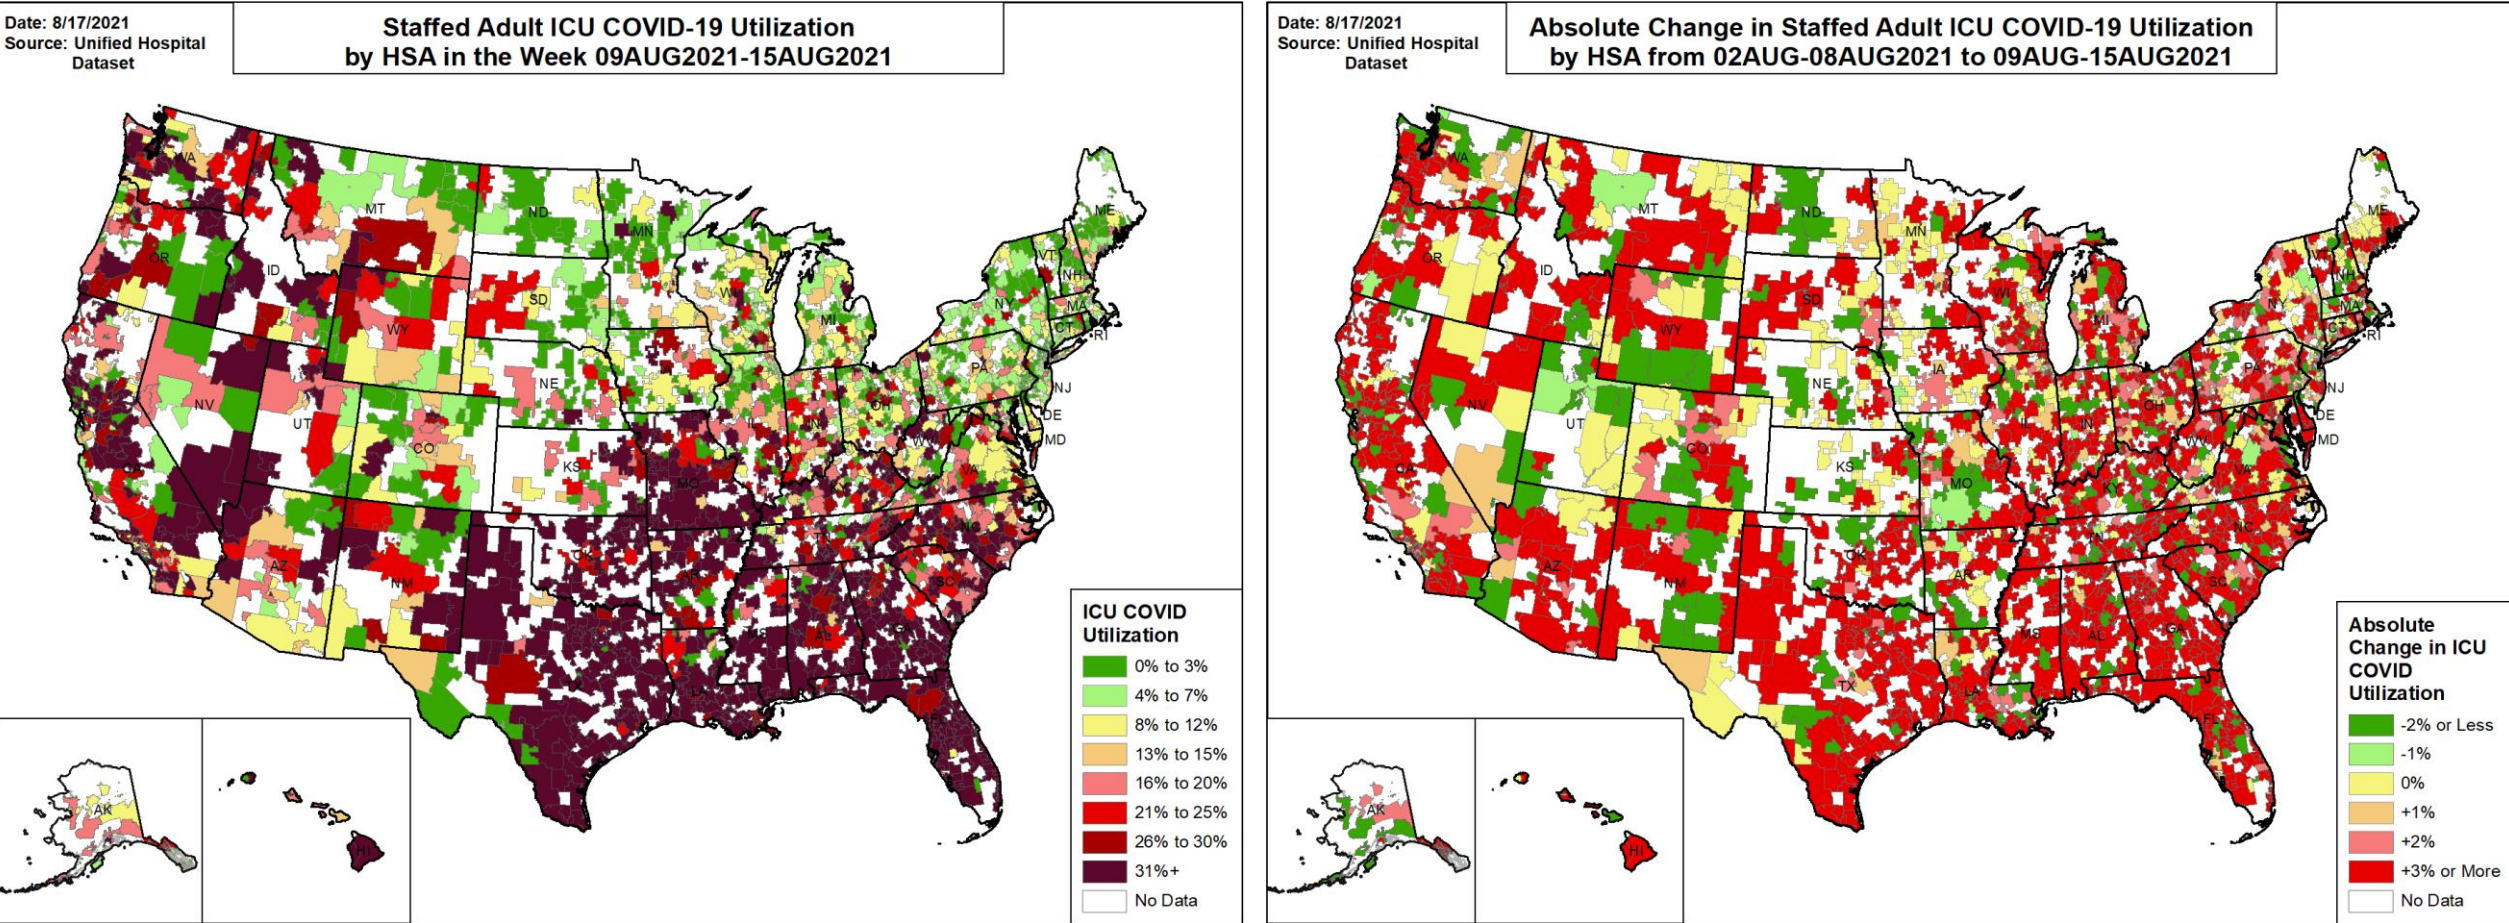 Date: 8/17/2021
Source: Unified Hospital
Dataset
Staffed Adult ICU COVID-19 Utilization
by HSA in the Week 09AUG2021-15AUG2021
WA
MT
ND
MN
ME
OR
ID
SD
WI
VT
NH
NY
MA
CT
RI
MI
WY
NE
PA
NJ
NV
UT
CO
OH
DE
MD
IL
IN
WV
VA
KS
MO
KY
CA
NC
TN
OK
AR
SC
AZ
NM
MS
AL
GA
LA
FL
AK
HI
ICU COVID
Utilization
0% to 3%
4% to 7%
8% to 12%
13% to 15%
16% to 20%
21% to 25%
26% to 30%
31%+
No Data
Date: 8/17/2021
Source: Unified Hospital
Dataset
Absolute Change in Staffed Adult ICU COVID-19 Utilization
by HSA from 02AUG-08AUG2021 to 09AUG-15AUG2021
WA
MT
ND
MN
ME
OR
ID
SD
WI
VT
NH
NY
MA
CT
RI
MI
WY
IA
NE
PA
NJ
NV
UT
CO
OH
DE
MD
IL
IN
WV
VA
KS
MO
KY
CA
NC
TN
OK
AR
SC
AZ
NM
MS
AL
GA
TX
LA
FL
AK
HI
Absolute
Change in ICU
COVID
Utilization
-2% or Less
-1%
0%
+1%
+2%
+3% or More
No Data